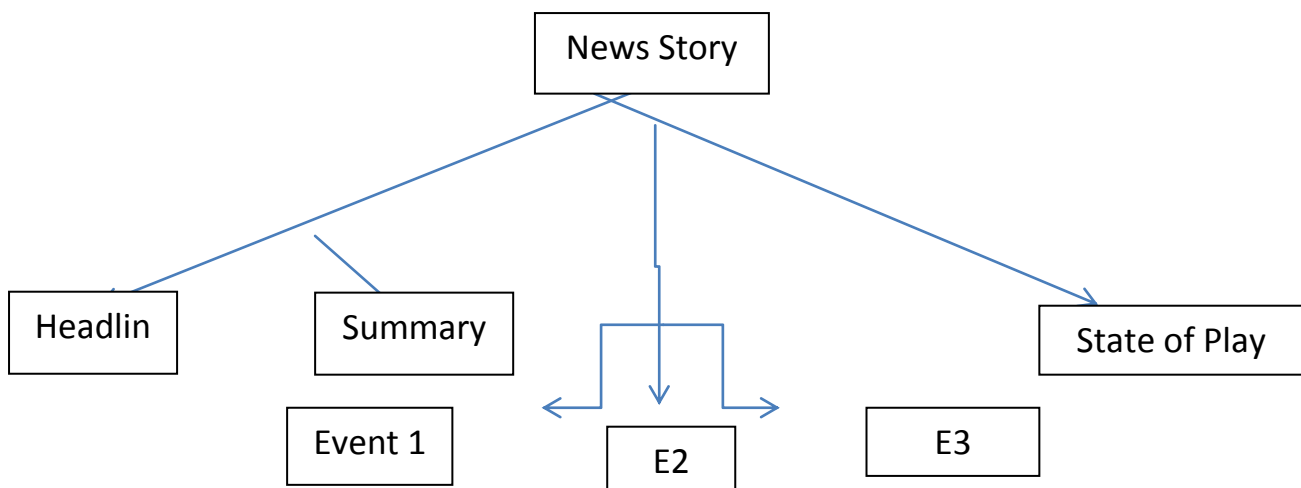 News Story
Headlin
Summary
State of Play
Event 1
E2
E3